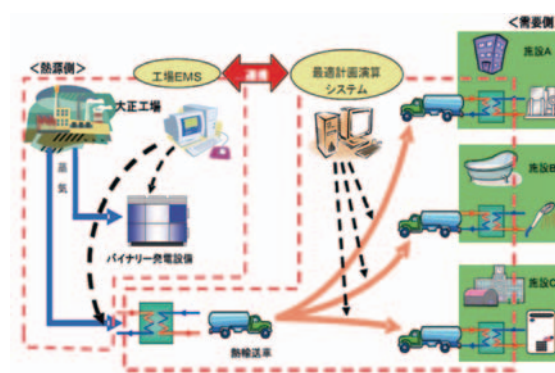 <需要側>
<熱源側>
工場EMS
連携
最適計画演算
システム
施設A
大正工場
蒸気
施設B
バイナリー発電設備
施設C
熱輸送車